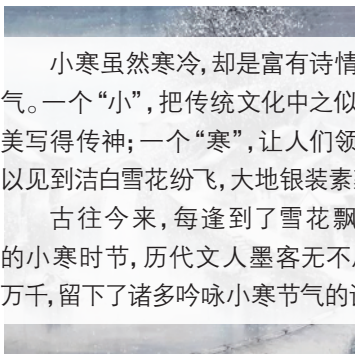 小寒虽然寒冷，却是富有诗情
气。一个“小”，把传统文化中之似
美写得传神；一个“寒”，让人们领
以见到洁白雪花纷飞，大地银装素
古往今来，每逢到了雪花飘
的小寒时节，历代文人墨客无不
万千，留下了诸多吟咏小寒节气的